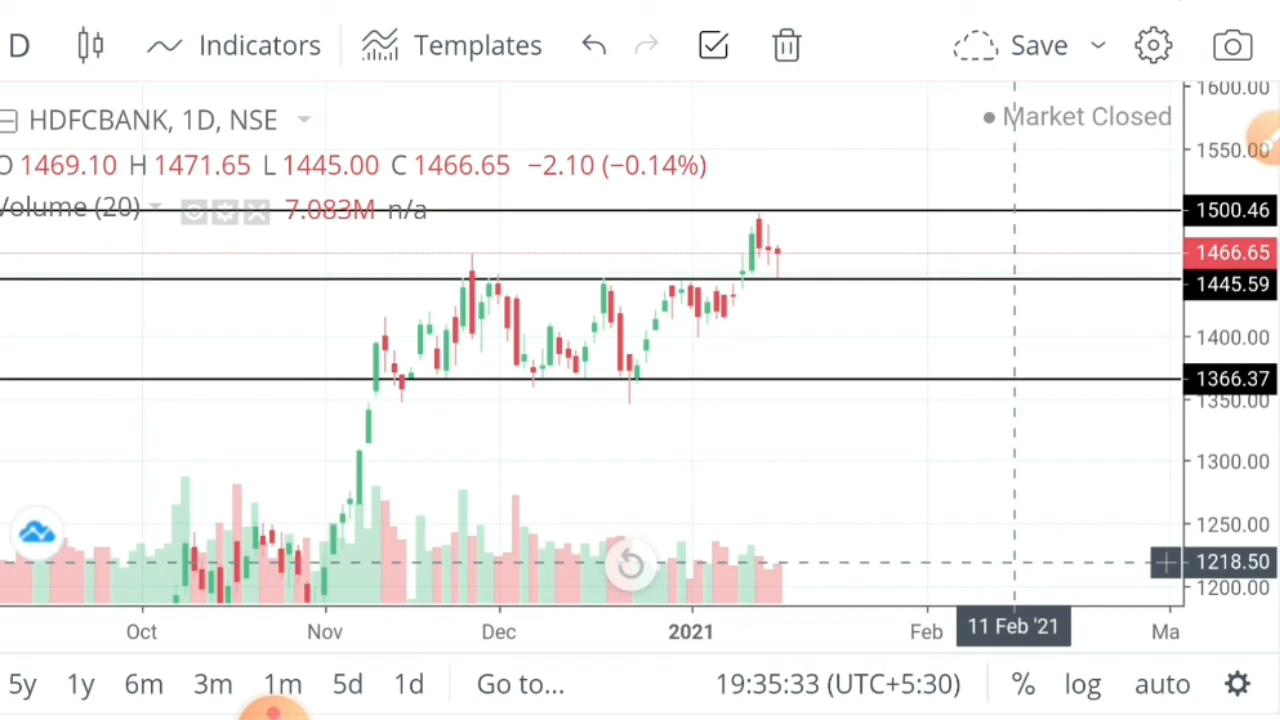 D Indicators Templates Save
HDFCBANK, 1D, NSE
Market Closed
O 1469.10 H 1471.65 L 1445.00 C 1466.65 −2.10 (−0.14%)
Volume (20) 7.083M n/a
1600.00
1550.00
1500.46
1466.65
1445.59
1400.00
1366.37
1350.00
1300.00
1250.00
1218.50
1200.00
Oct Nov Dec 2021 Feb 11 Feb '21 Ma
5y 1y 6m 3m 1m 5d 1d Go to... 19:35:33 (UTC+5:30) % log auto